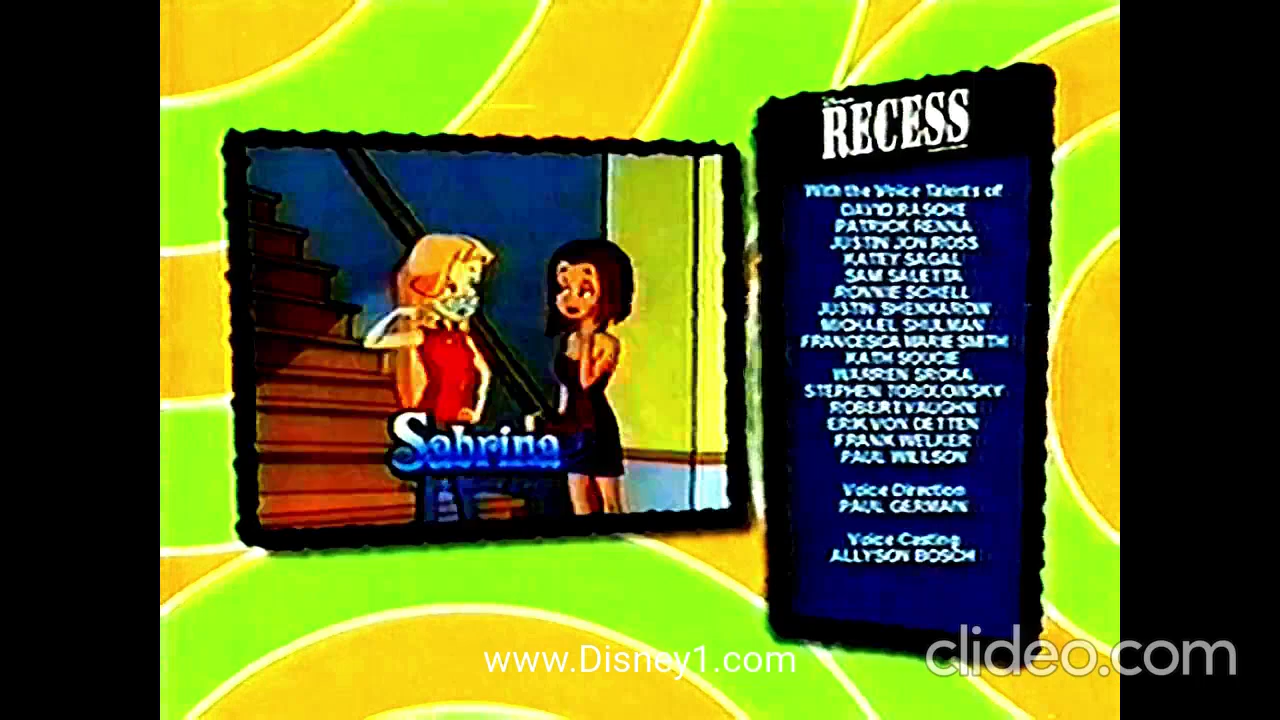 RECESS
With the Voice Talents of
DAVID RASCHE
PATRICK RENNA
JUSTIN JON ROSS
KATEY SAGAL
SAM SALETTA
RONNIE SCHELL
JUSTIN SHENKAROW
MICHAEL SHULMAN
FRANCESCA MARIE SMITH
KATH SOUCIE
WARREN SROKA
STEPHEN TOBOLOWSKY
ROBERT VAUGHN
ERIK VON DETTEN
FRANK WELKER
PAUL WILLSON
Voice Direction
PAUL GERMAIN
Voice Casting
ALLYSON BOSCH
Sabrina
www.Disney1.com
clideo.com